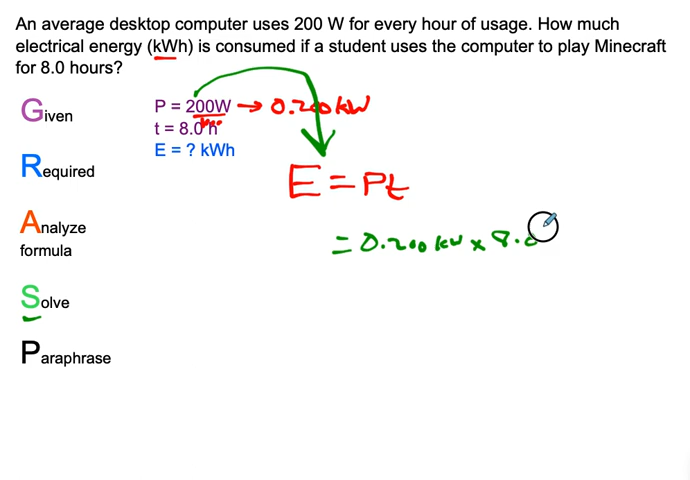 An average desktop computer uses 200 W for every hour of usage. How much
electrical energy (kWh) is consumed if a student uses the computer to play Minecraft
for 8.0 hours?
Given
P = 200W → 0.200kW
1000
t = 8.0 h
E = ? kWh
Required
E = Pt
Analyze
formula
= 0.200 kW x 8.0
Solve
Paraphrase